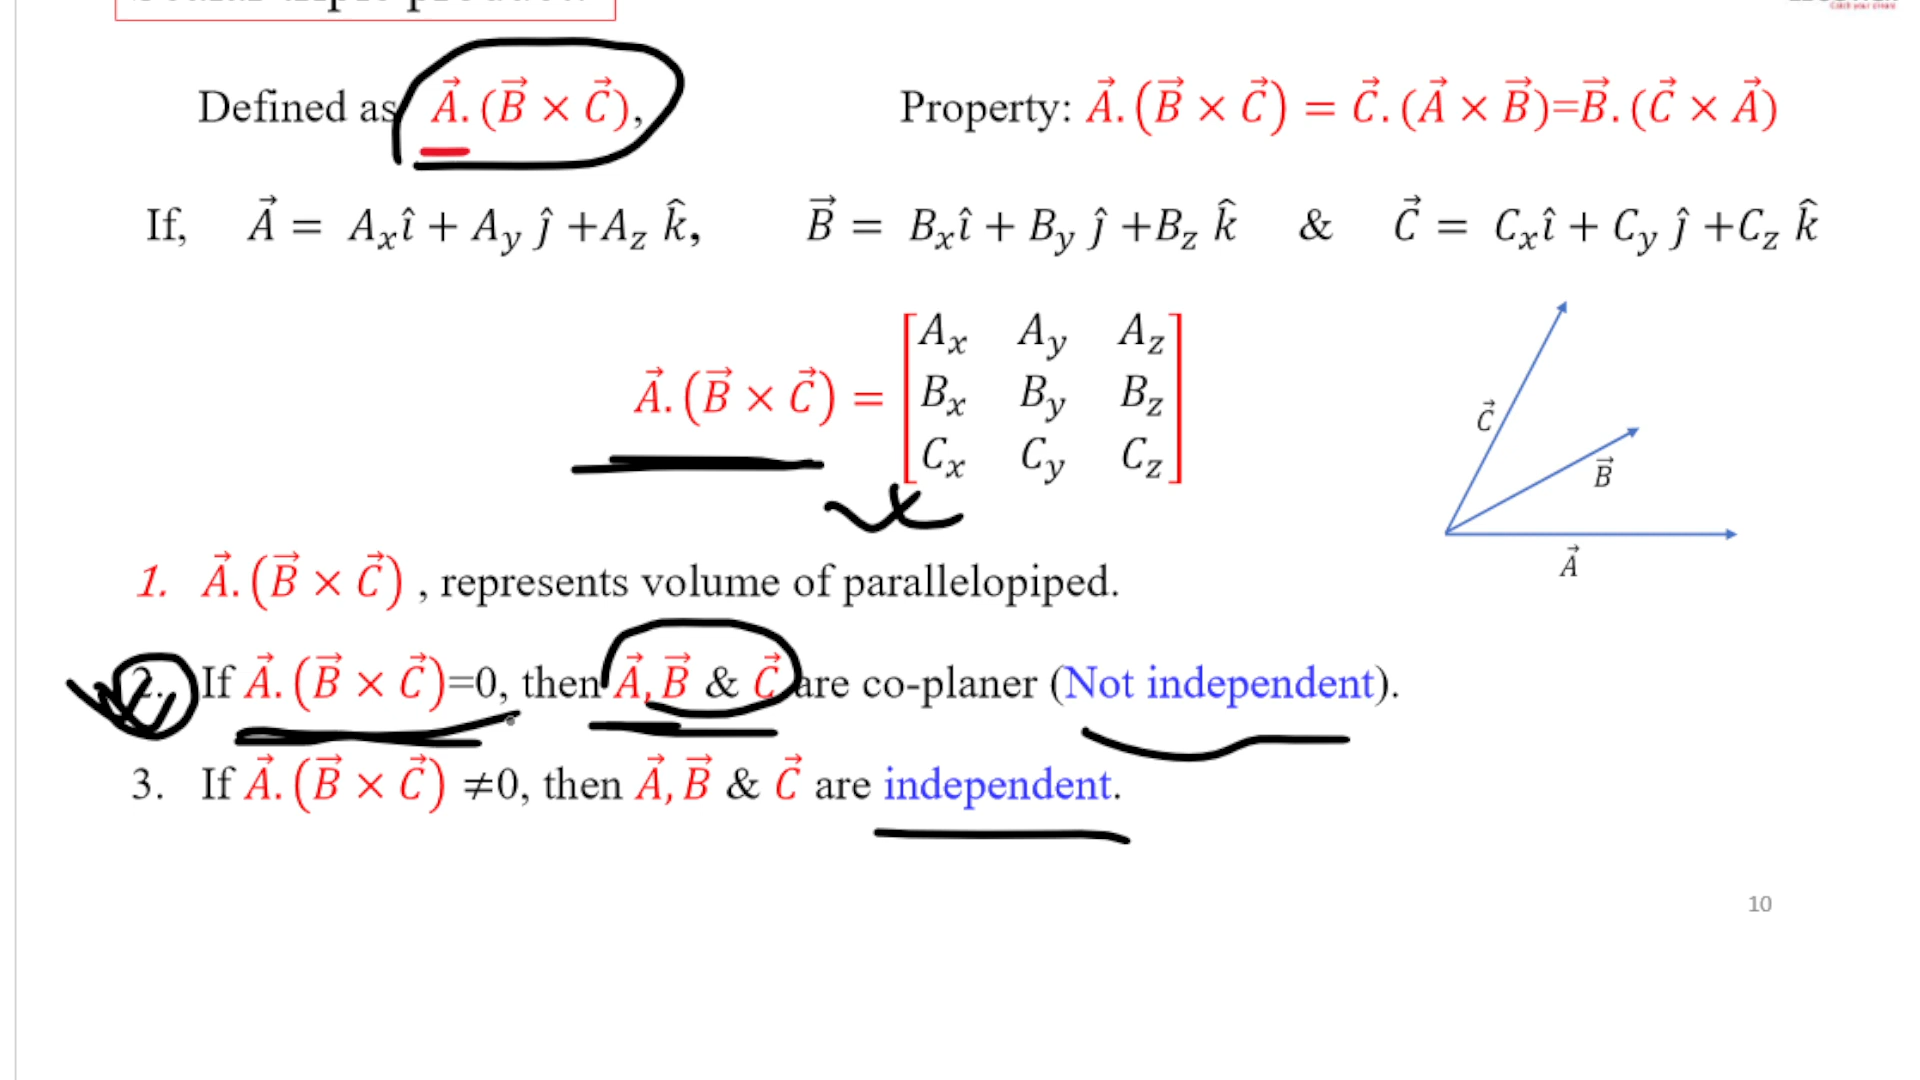 Defined as A⃗.(B⃗ × C⃗), Property: A⃗.(B⃗ × C⃗) = C⃗.(A⃗ × B⃗)=B⃗.(C⃗ × A⃗)
If, A⃗ = Aₓî + A_y ĵ +A_z k̂, B⃗ = Bₓî + B_y ĵ +B_z k̂ & C⃗ = Cₓî + C_y ĵ +C_z k̂
Aₓ A_y A_z
A⃗.(B⃗ × C⃗) = Bₓ B_y B_z
Cₓ C_y C_z
C⃗
B⃗
A⃗
1. A⃗.(B⃗ × C⃗) , represents volume of parallelopiped.
2. If A⃗.(B⃗ × C⃗)=0, then A⃗, B⃗ & C⃗ are co-planer (Not independent).
3. If A⃗.(B⃗ × C⃗) ≠0, then A⃗, B⃗ & C⃗ are independent.
10